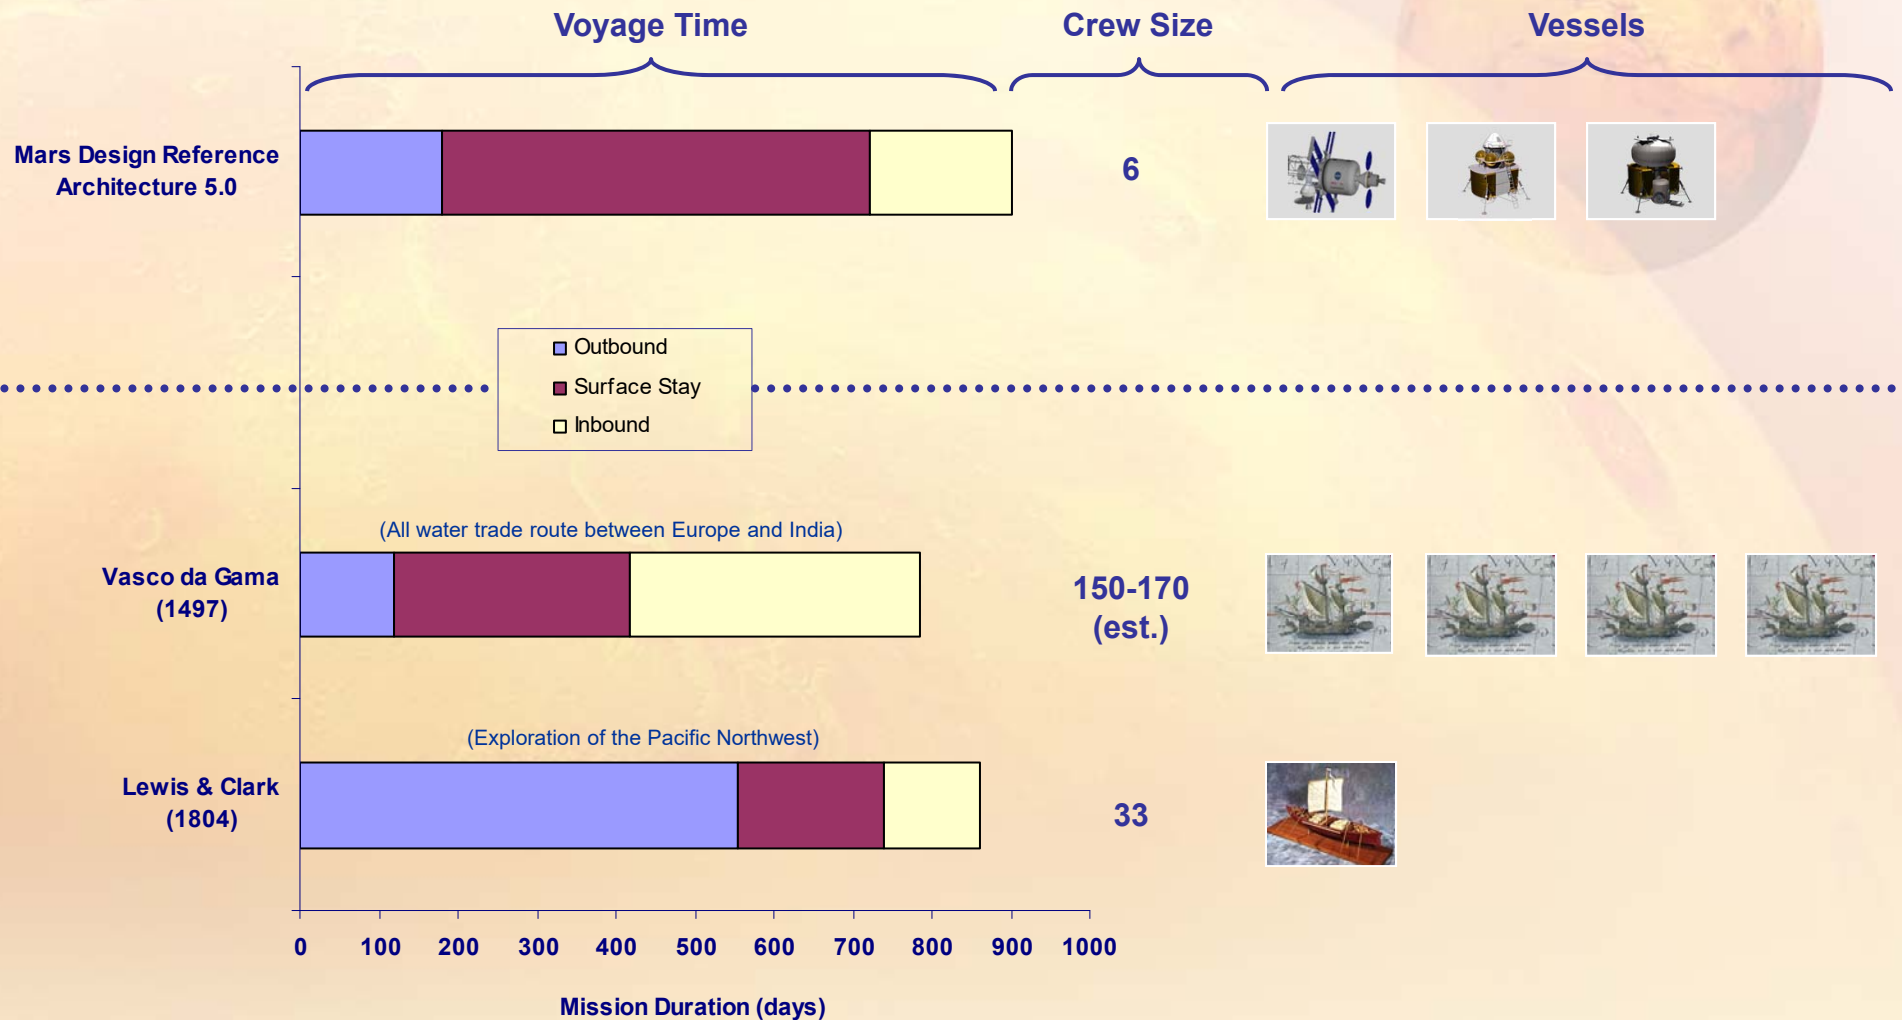 Voyage Time
Crew Size
Vessels
Mars Design Reference
Architecture 5.0
6
Outbound
Surface Stay
Inbound
(All water trade route between Europe and India)
Vasco da Gama
(1497)
150-170
(est.)
(Exploration of the Pacific Northwest)
Lewis & Clark
(1804)
33
0 100 200 300 400 500 600 700 800 900 1000
Mission Duration (days)